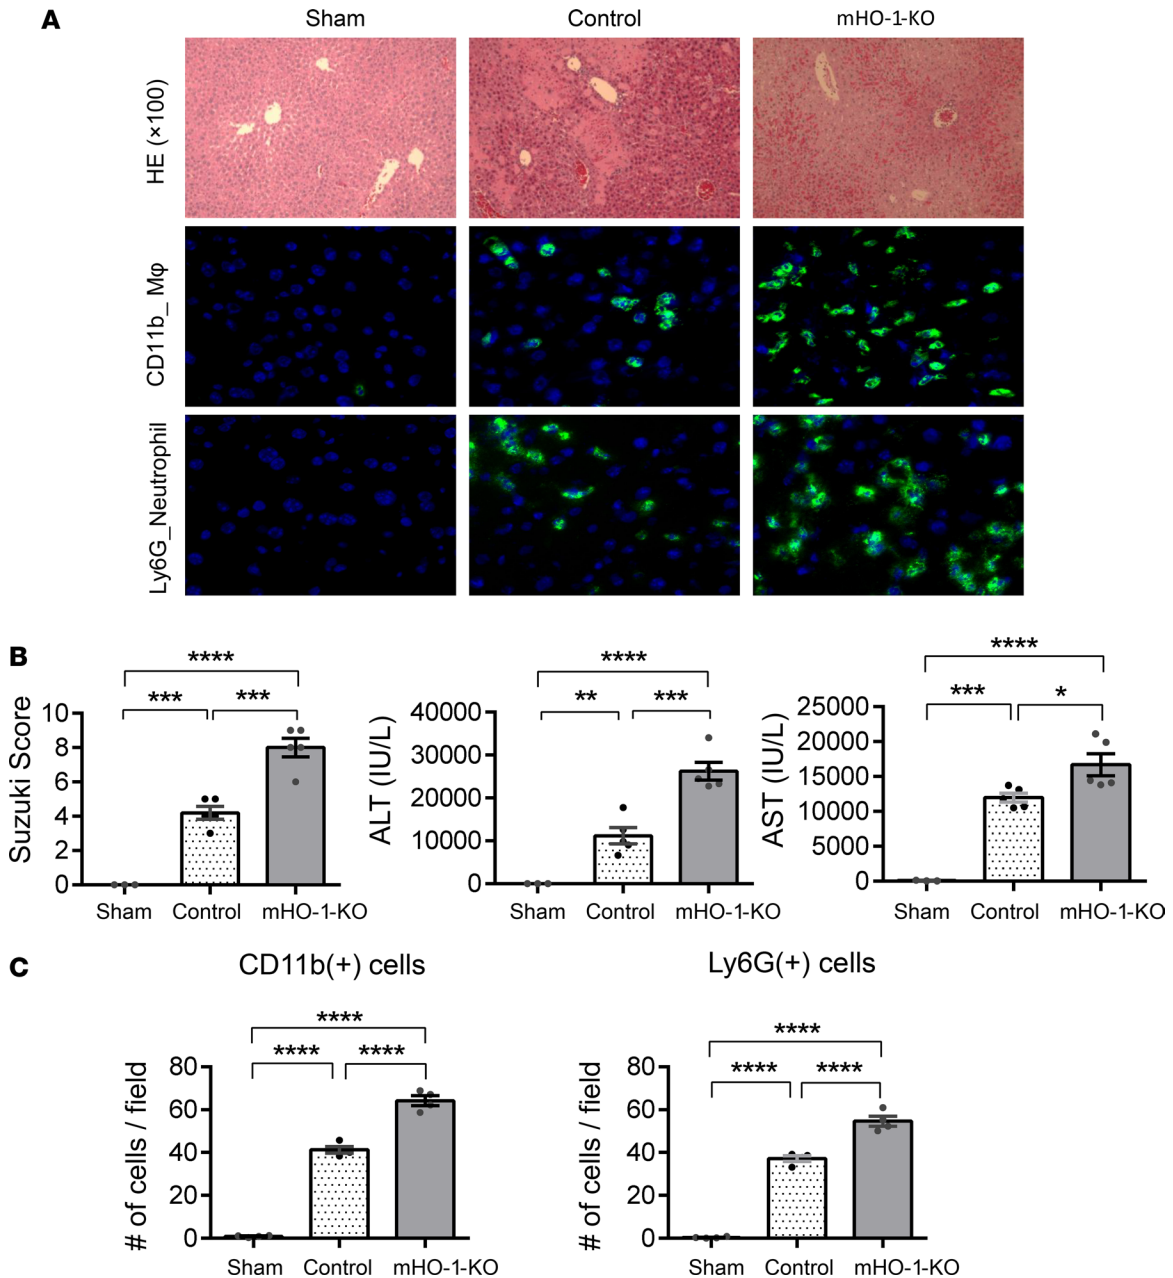 A
Sham Control mHO-1-KO
HE (×100)
CD11b_Mφ
Ly6G_Neutrophil
B
****
*** ***
Suzuki Score
10
8
6
4
2
0
Sham Control mHO-1-KO
****
** ***
ALT (IU/L)
40000
30000
20000
10000
0
Sham Control mHO-1-KO
****
*** *
AST (IU/L)
25000
20000
15000
10000
5000
0
Sham Control mHO-1-KO
C
CD11b(+) cells
****
**** ****
# of cells / field
80
60
40
20
0
Sham Control mHO-1-KO
Ly6G(+) cells
****
**** ****
# of cells / field
80
60
40
20
0
Sham Control mHO-1-KO